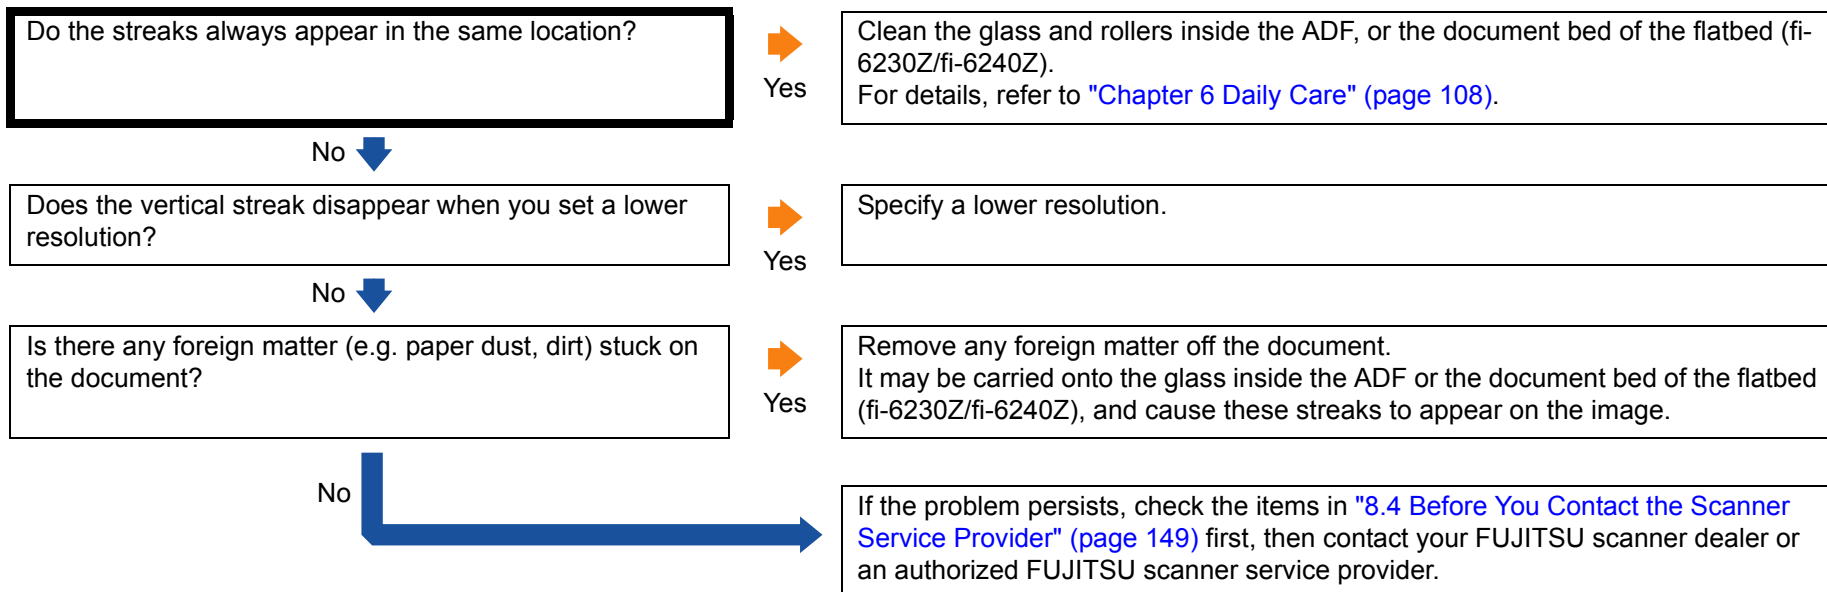 Do the streaks always appear in the same location?
Yes
Clean the glass and rollers inside the ADF, or the document bed of the flatbed (fi-
6230Z/fi-6240Z).
For details, refer to "Chapter 6 Daily Care" (page 108).
No
Does the vertical streak disappear when you set a lower
resolution?
Yes
Specify a lower resolution.
No
Is there any foreign matter (e.g. paper dust, dirt) stuck on
the document?
Yes
Remove any foreign matter off the document.
It may be carried onto the glass inside the ADF or the document bed of the flatbed
(fi-6230Z/fi-6240Z), and cause these streaks to appear on the image.
No
If the problem persists, check the items in "8.4 Before You Contact the Scanner
Service Provider" (page 149) first, then contact your FUJITSU scanner dealer or
an authorized FUJITSU scanner service provider.